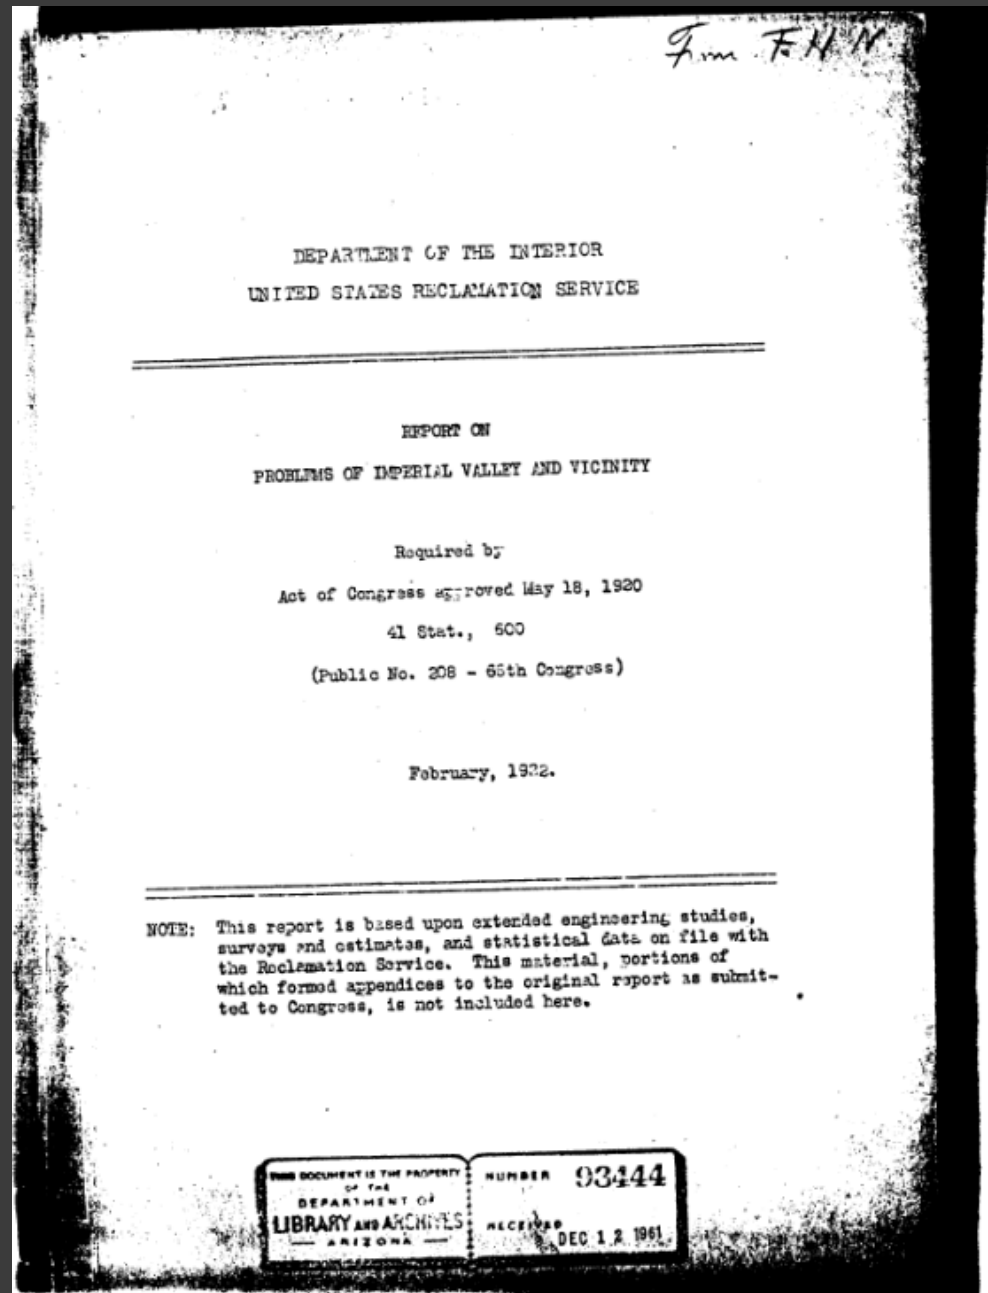 From F. H. N
DEPARTMENT OF THE INTERIOR
UNITED STATES RECLAMATION SERVICE
REPORT ON
PROBLEMS OF IMPERIAL VALLEY AND VICINITY
Required by
Act of Congress approved May 18, 1920
41 Stat., 600
(Public No. 208 - 66th Congress)
February, 1922.
NOTE: This report is based upon extended engineering studies,
surveys and estimates, and statistical data on file with
the Reclamation Service. This material, portions of
which formed appendices to the original report as submit-
ted to Congress, is not included here.
THIS DOCUMENT IS THE PROPERTY
OF THE
DEPARTMENT OF
LIBRARY AND ARCHIVES
ARIZONA
NUMBER 93444
RECEIVED
DEC 12 1961